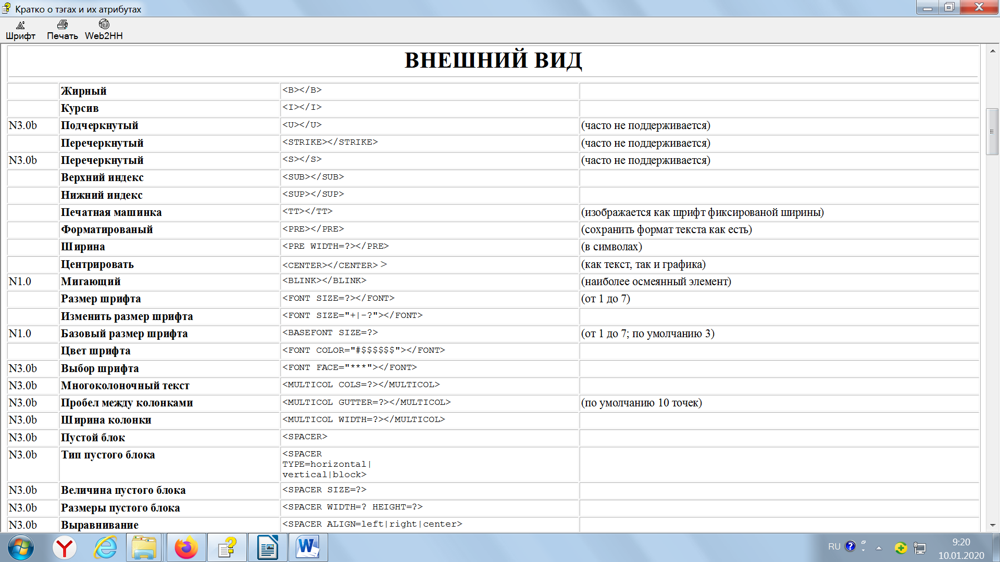 Кратко о тэгах и их атрибутах
Шрифт Печать Web2HH
ВНЕШНИЙ ВИД
Жирный <B></B>
Курсив <I></I>
N3.0b Подчеркнутый <U></U> (часто не поддерживается)
Перечеркнутый <STRIKE></STRIKE> (часто не поддерживается)
N3.0b Перечеркнутый <S></S> (часто не поддерживается)
Верхний индекс <SUB></SUB>
Нижний индекс <SUP></SUP>
Печатная машинка <TT></TT> (изображается как шрифт фиксированой ширины)
Форматированый <PRE></PRE> (сохранить формат текста как есть)
Ширина <PRE WIDTH=?></PRE> (в символах)
Центрировать <CENTER></CENTER> > (как текст, так и графика)
N1.0 Мигающий <BLINK></BLINK> (наиболее осмеянный элемент)
Размер шрифта <FONT SIZE=?></FONT> (от 1 до 7)
Изменить размер шрифта <FONT SIZE="+|-?"></FONT>
N1.0 Базовый размер шрифта <BASEFONT SIZE=?> (от 1 до 7; по умолчанию 3)
Цвет шрифта <FONT COLOR="#$$$$$$"></FONT>
N3.0b Выбор шрифта <FONT FACE="***"></FONT>
N3.0b Многоколоночный текст <MULTICOL COLS=?></MULTICOL>
N3.0b Пробел между колонками <MULTICOL GUTTER=?></MULTICOL> (по умолчанию 10 точек)
N3.0b Ширина колонки <MULTICOL WIDTH=?></MULTICOL>
N3.0b Пустой блок <SPACER>
N3.0b Тип пустого блока <SPACER
TYPE=horizontal|
vertical|block>
N3.0b Величина пустого блока <SPACER SIZE=?>
N3.0b Размеры пустого блока <SPACER WIDTH=? HEIGHT=?>
N3.0b Выравнивание <SPACER ALIGN=left|right|center>
RU 9:20
10.01.2020